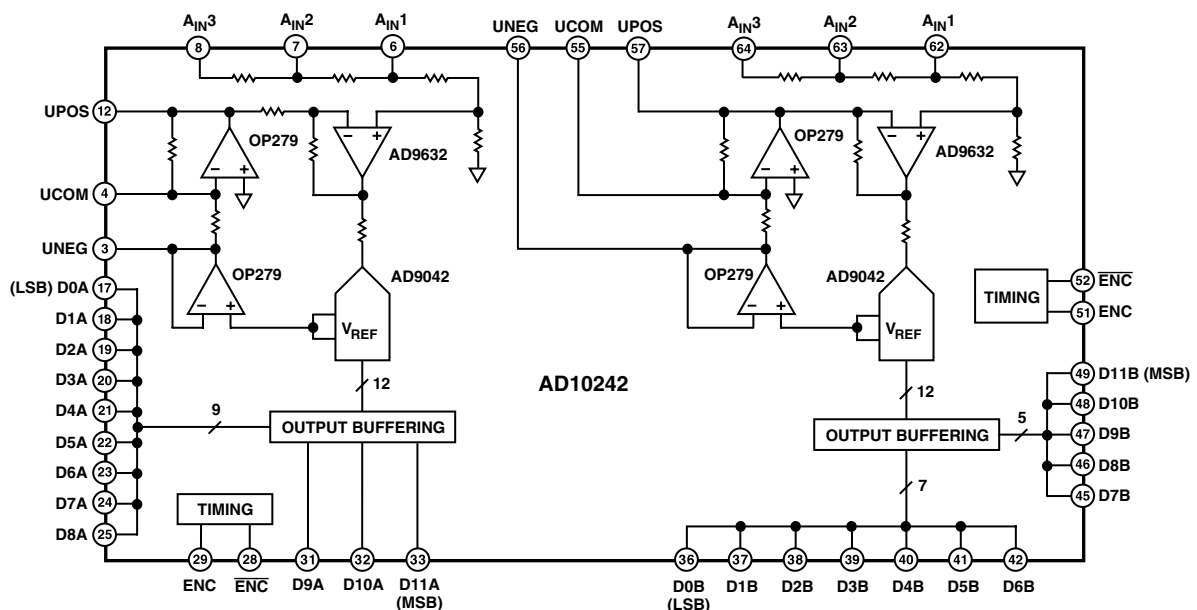 AIN3 AIN2 AIN1 UNEG UCOM UPOS AIN3 AIN2 AIN1
8 7 6 56 55 57 64 63 62
UPOS 12
OP279 AD9632 OP279 AD9632
− + − + − + − +
UCOM 4
UNEG 3
OP279 AD9042 OP279 AD9042
− + VREF − + VREF
(LSB) D0A 17
D1A 18
D2A 19
D3A 20
D4A 21
D5A 22
D6A 23
D7A 24
D8A 25
12
9
OUTPUT BUFFERING
TIMING
29 28 31 32 33
ENC E̅N̅C̅ D9A D10A D11A
(MSB)
AD10242
12
OUTPUT BUFFERING
5
7
36 37 38 39 40 41 42
D0B D1B D2B D3B D4B D5B D6B
(LSB)
TIMING
52 E̅N̅C̅
51 ENC
49 D11B (MSB)
48 D10B
47 D9B
46 D8B
45 D7B